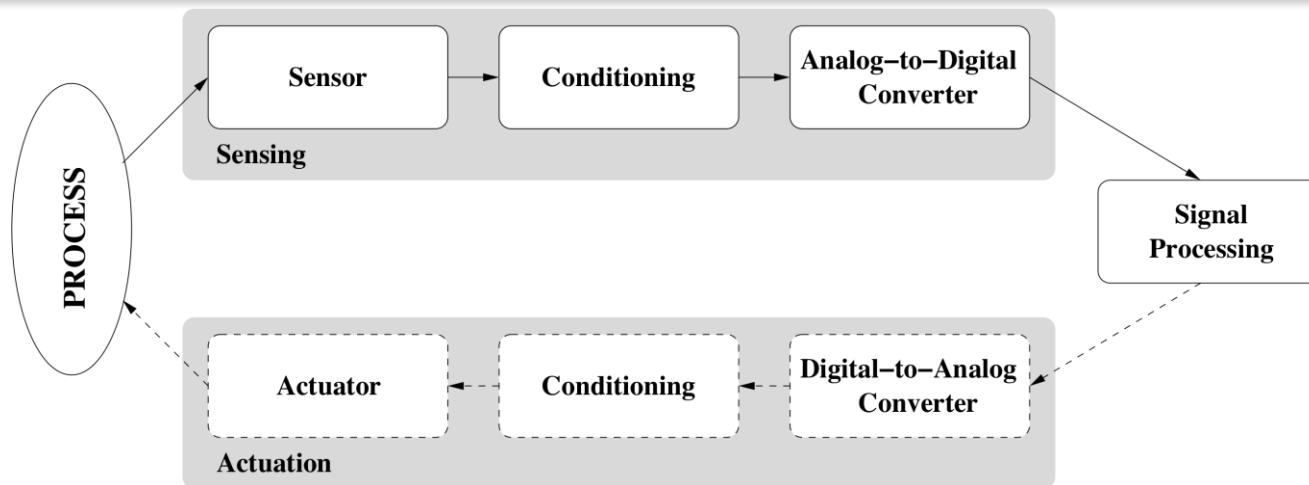 Sensor
Conditioning
Analog-to-Digital
Converter
Sensing
PROCESS
Signal
Processing
Actuator
Conditioning
Digital-to-Analog
Converter
Actuation